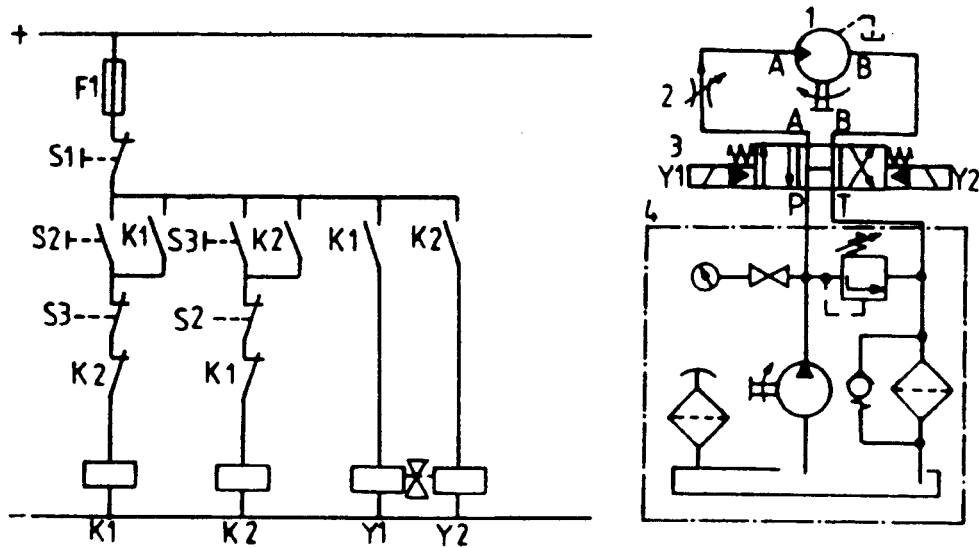 +
F1
S1
S2 K1 S3 K2 K1 K2
S3 S2
K2 K1
-
K1 K2 Y1 Y2
1
A B
2
A B
3
Y1 Y2
P T
4